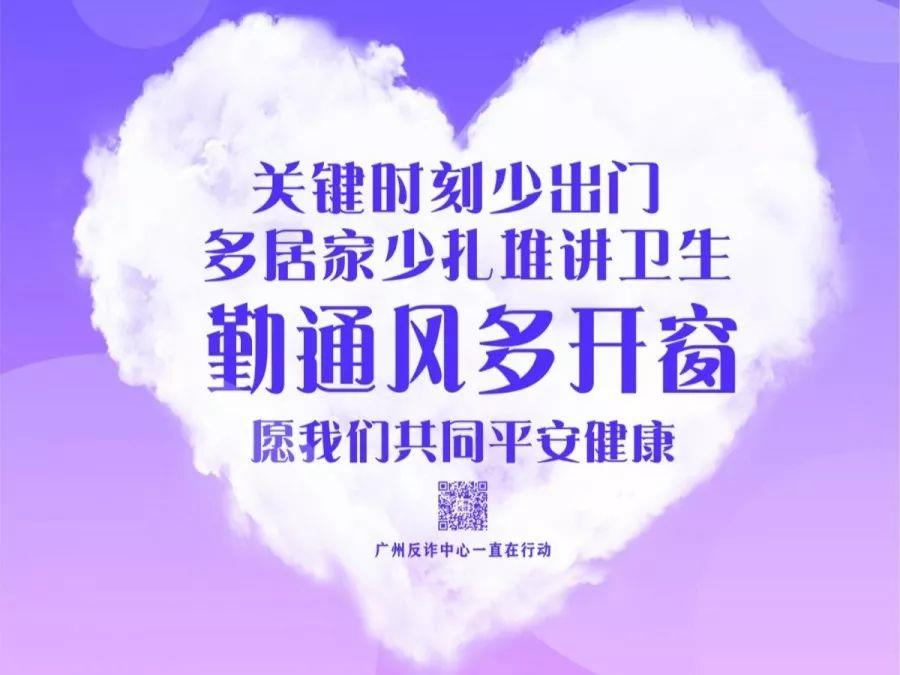 关键时刻少出门
多居家少扎堆讲卫生
勤通风多开窗
愿我们共同平安健康
广州反诈中心一直在行动